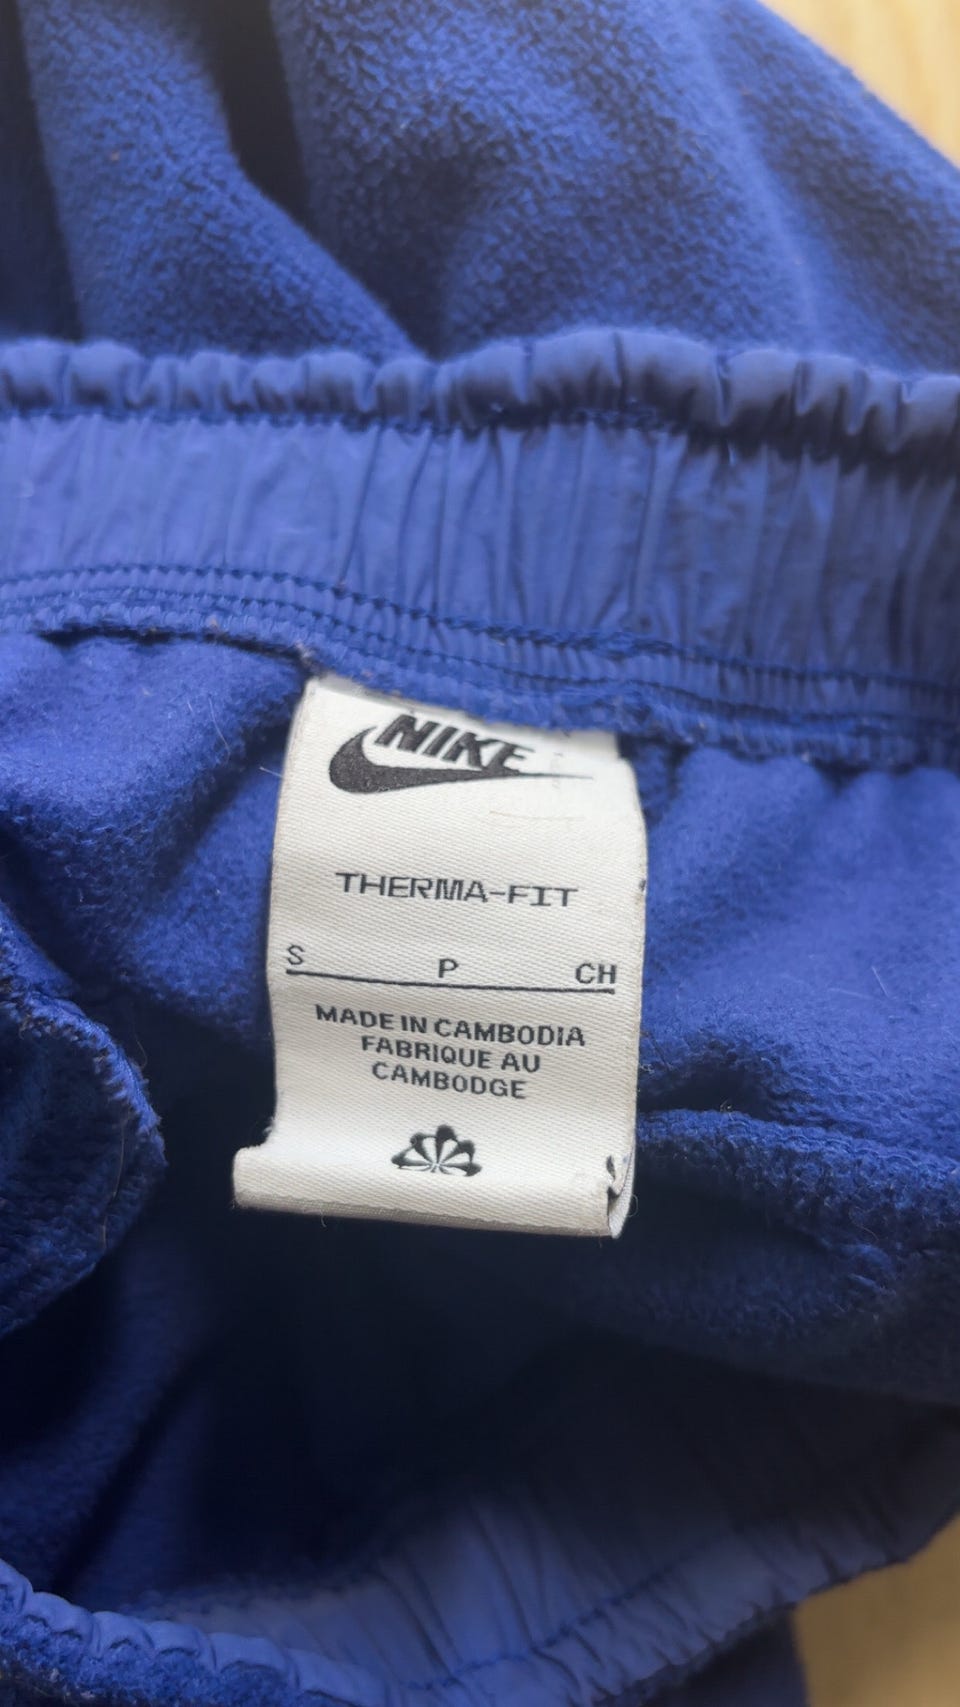 NIKE
THERMA-FIT
S P CH
MADE IN CAMBODIA
FABRIQUE AU
CAMBODGE